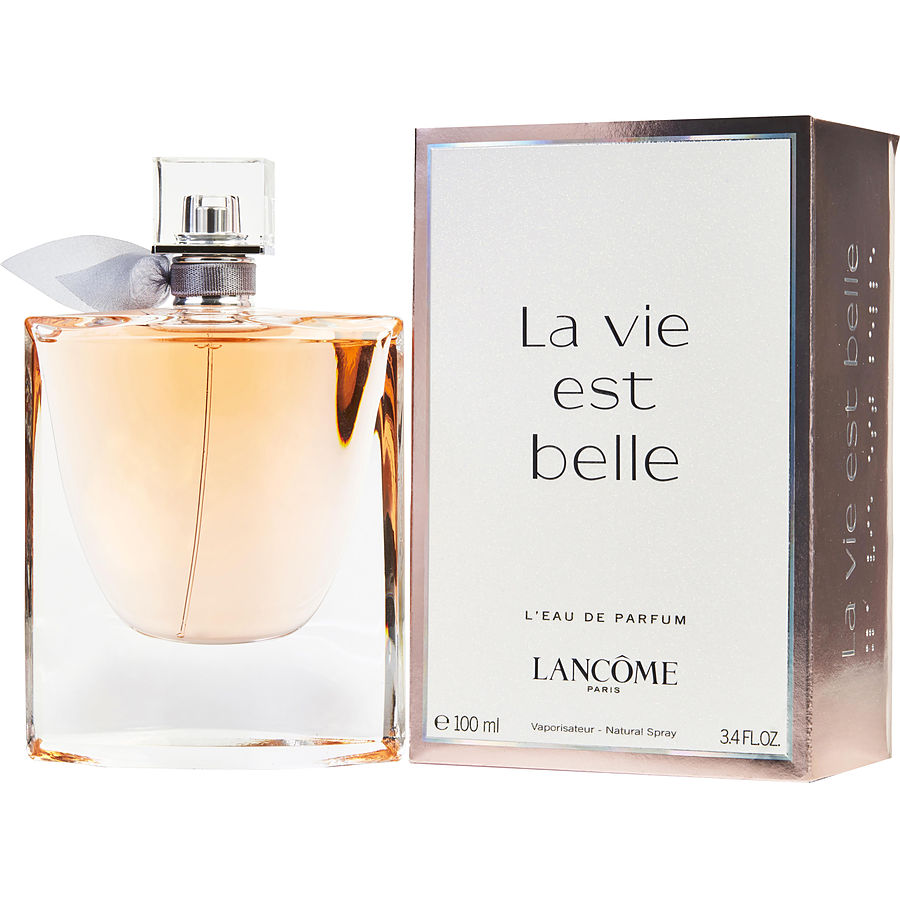 La vie
est
belle
L'EAU DE PARFUM
LANCÔME
PARIS
℮ 100 ml
Vaporisateur - Natural Spray
3.4 FL.OZ.
La vie est belle